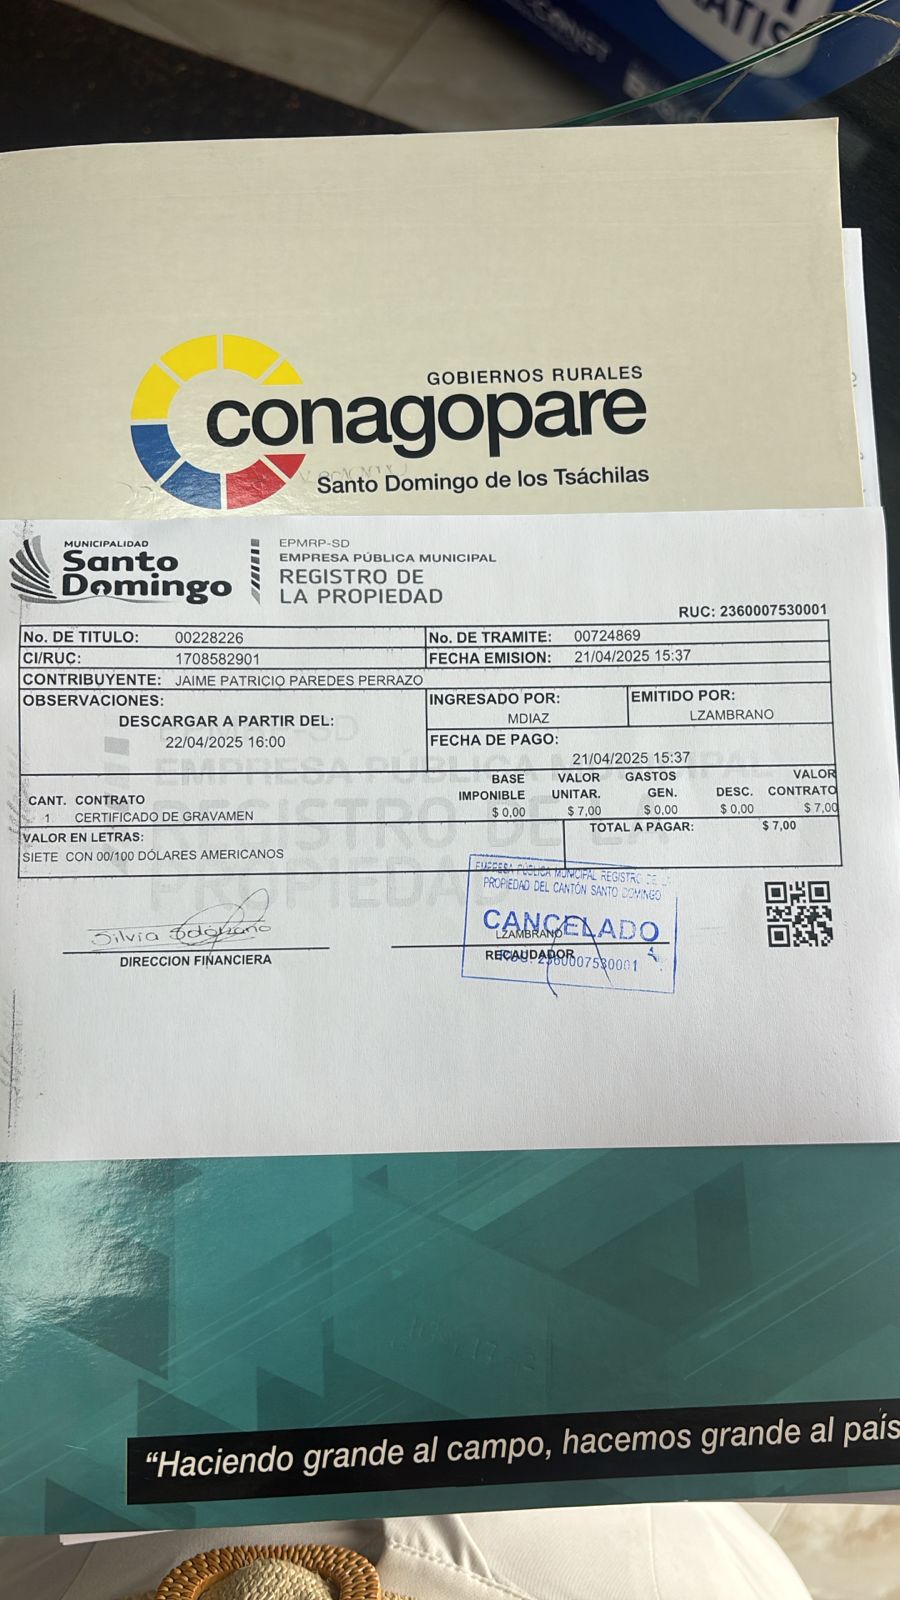 GRATIS
GOBIERNOS RURALES
conagopare
Santo Domingo de los Tsáchilas
MUNICIPALIDAD
Santo
Domingo
EPMRP-SD
EMPRESA PÚBLICA MUNICIPAL
REGISTRO DE
LA PROPIEDAD
RUC: 2360007530001
No. DE TITULO: 00228226 No. DE TRAMITE: 00724869
CI/RUC: 1708582901 FECHA EMISION: 21/04/2025 15:37
CONTRIBUYENTE: JAIME PATRICIO PAREDES PERRAZO
OBSERVACIONES: INGRESADO POR: EMITIDO POR:
DESCARGAR A PARTIR DEL: MDIAZ LZAMBRANO
22/04/2025 16:00 FECHA DE PAGO:
21/04/2025 15:37
CANT. CONTRATO BASE IMPONIBLE VALOR UNITAR. GASTOS GEN. DESC. VALOR CONTRATO
1 CERTIFICADO DE GRAVAMEN $ 0,00 $ 7,00 $ 0,00 $ 0,00 $ 7,00
VALOR EN LETRAS: TOTAL A PAGAR: $ 7,00
SIETE CON 00/100 DÓLARES AMERICANOS
EMPRESA PÚBLICA MUNICIPAL REGISTRO DE LA
PROPIEDAD DEL CANTÓN SANTO DOMINGO
CANCELADO
LZAMBRANO
RECAUDADOR
RUC: 2360007530001
Silvia
DIRECCION FINANCIERA
“Haciendo grande al campo, hacemos grande al país